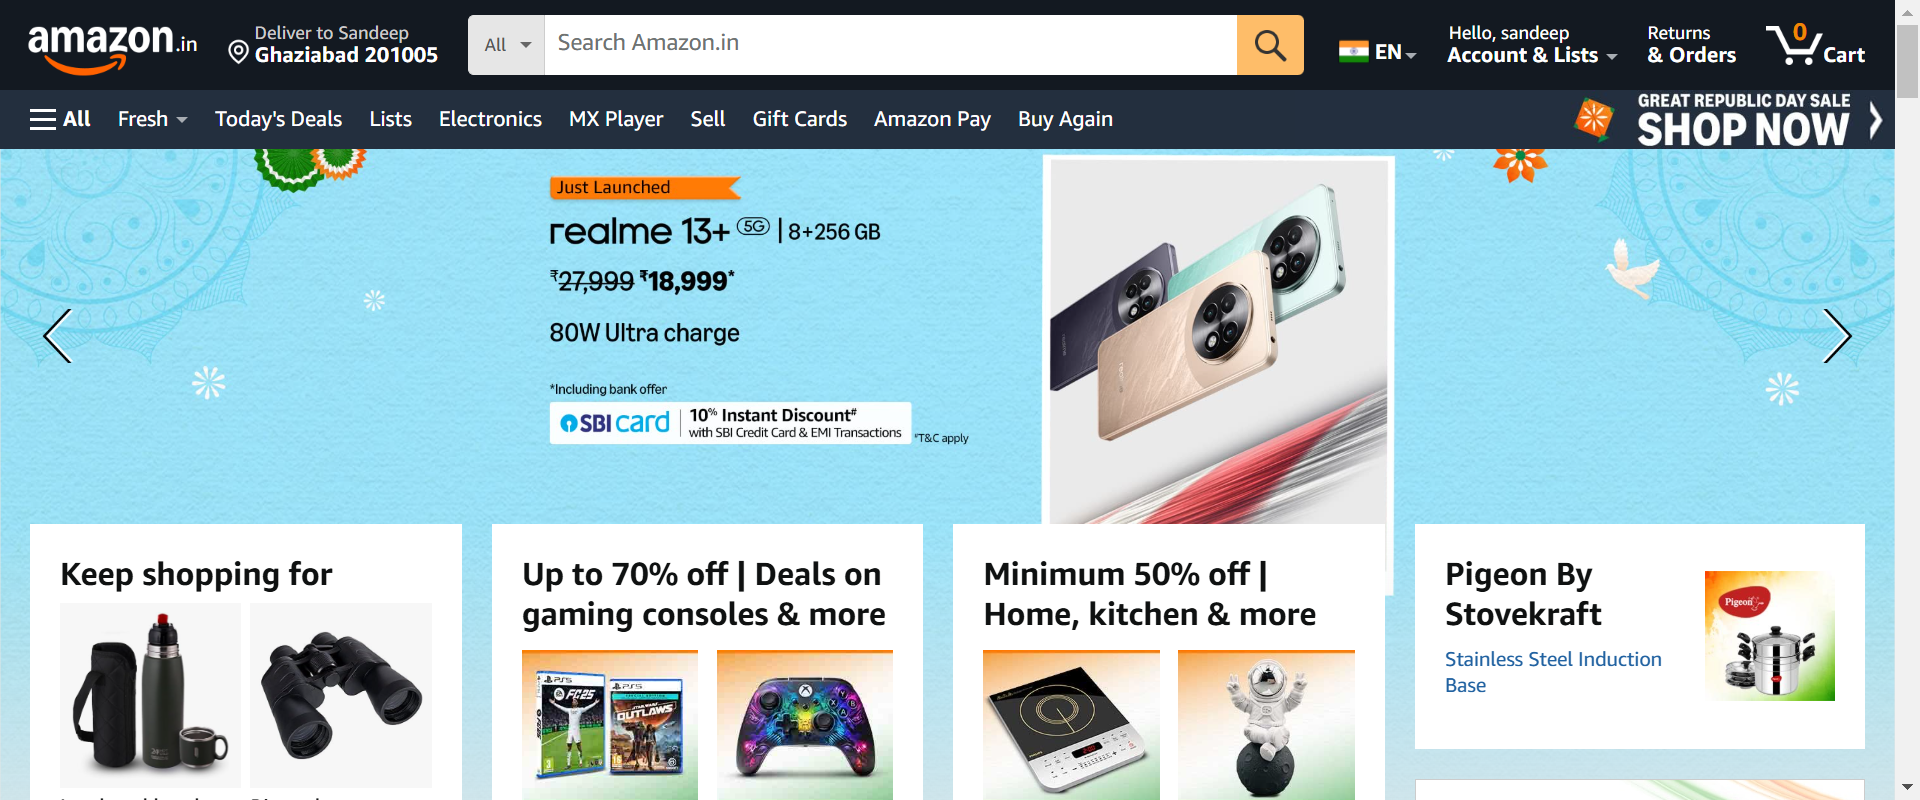 amazon.in
Deliver to Sandeep
Ghaziabad 201005
All
Search Amazon.in
EN
Hello, sandeep
Account & Lists
Returns
& Orders
0
Cart
All
Fresh
Today's Deals
Lists
Electronics
MX Player
Sell
Gift Cards
Amazon Pay
Buy Again
GREAT REPUBLIC DAY SALE
SHOP NOW
Just Launched
realme 13+ 5G | 8+256 GB
₹27,999 ₹18,999*
80W Ultra charge
*Including bank offer
SBI card
10% Instant Discount#
with SBI Credit Card & EMI Transactions
#T&C apply
Keep shopping for
Up to 70% off | Deals on
gaming consoles & more
PS5
FC25
PS5
STAR WARS
OUTLAWS
Minimum 50% off |
Home, kitchen & more
Pigeon By
Stovekraft
Stainless Steel Induction
Base
Pigeon